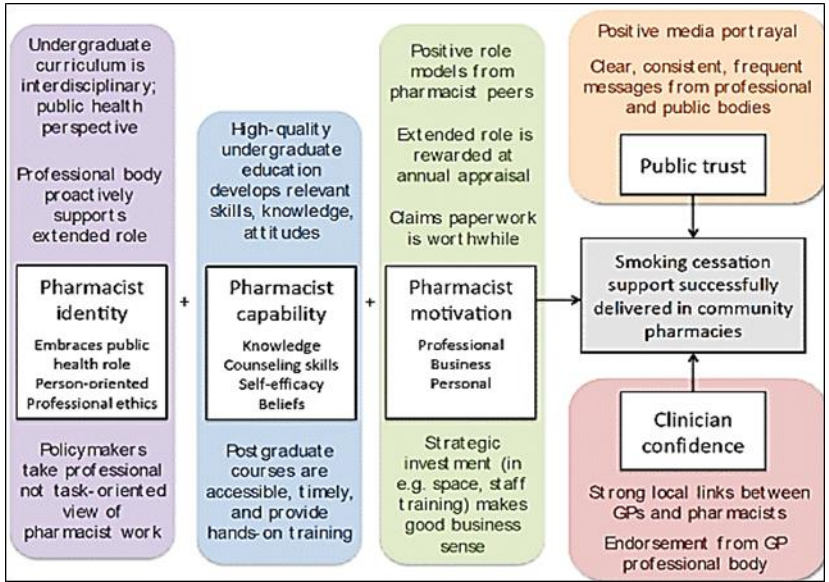 Undergraduate
curriculum is
interdisciplinary;
public health
perspective
Professional body
proactively
supports
extended role
Pharmacist
identity
Embraces public
health role
Person-oriented
Professional ethics
Policymakers
take professional
not task-oriented
view of
pharmacist work
+
High-quality
undergraduate
education
develops relevant
skills, knowledge,
attitudes
Pharmacist
capability
Knowledge
Counseling skills
Self-efficacy
Beliefs
Postgraduate
courses are
accessible, timely,
and provide
hands-on training
+
Positive role
models from
pharmacist peers
Extended role is
rewarded at
annual appraisal
Claims paperwork
is worthwhile
Pharmacist
motivation
Professional
Business
Personal
Strategic
investment (in
e.g. space, staff
training) makes
good business
sense
Positive media portrayal
Clear, consistent, frequent
messages from professional
and public bodies
Public trust
Smoking cessation
support successfully
delivered in community
pharmacies
Clinician
confidence
Strong local links between
GPs and pharmacists
Endorsement from GP
professional body